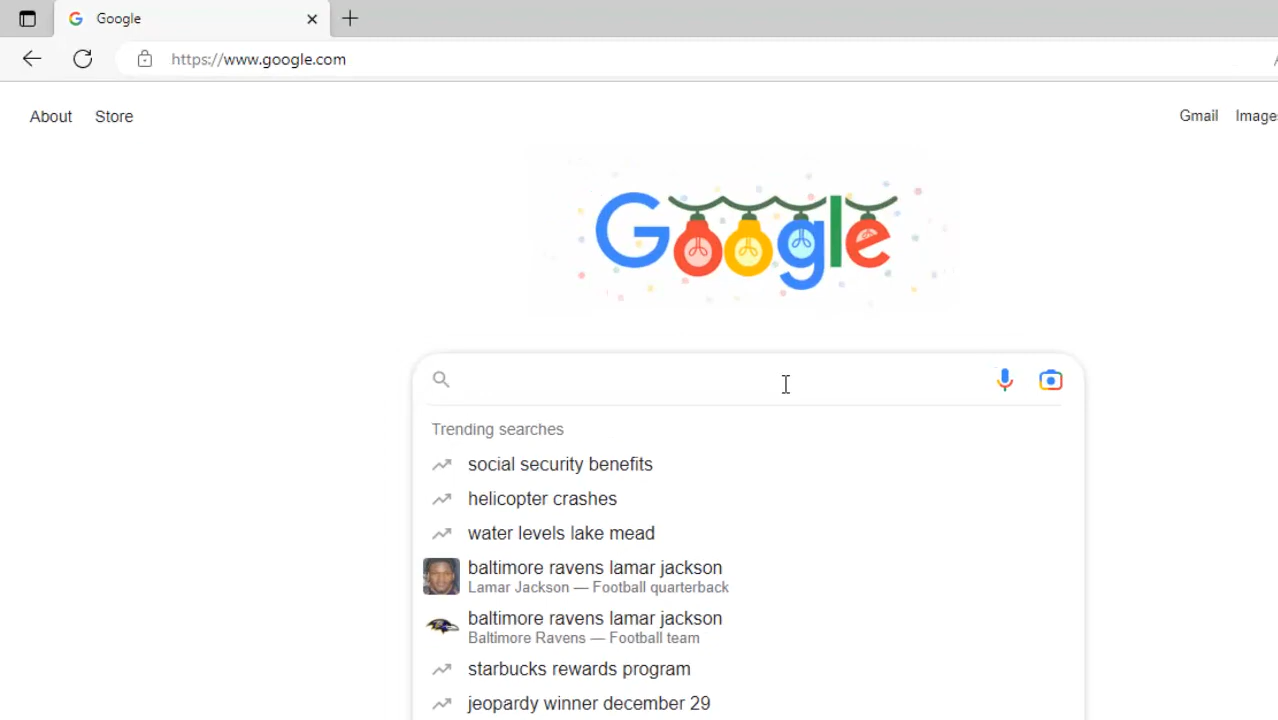 Google
https://www.google.com
About Store
Gmail
Google
Trending searches
social security benefits
helicopter crashes
water levels lake mead
baltimore ravens lamar jackson
Lamar Jackson — Football quarterback
baltimore ravens lamar jackson
Baltimore Ravens — Football team
starbucks rewards program
jeopardy winner december 29